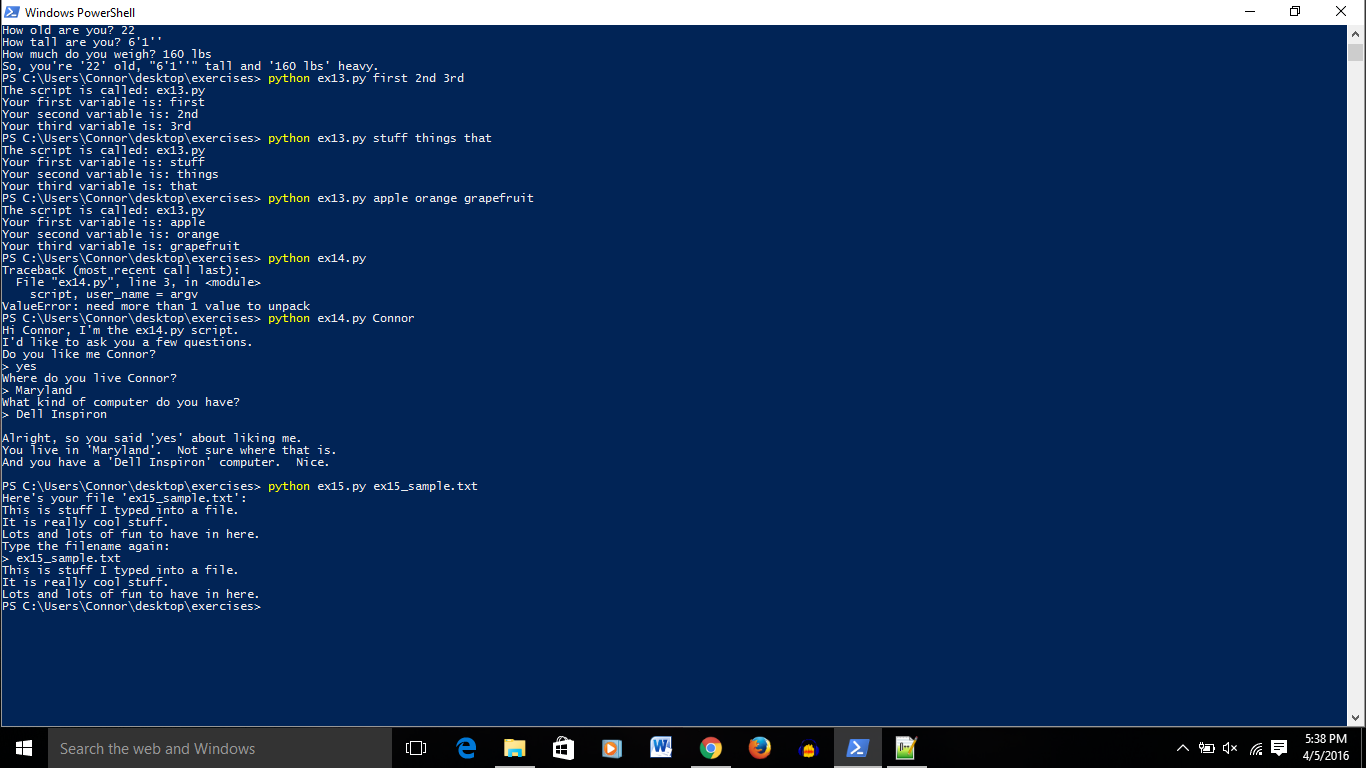 Windows PowerShell
How old are you? 22
How tall are you? 6'1''
How much do you weigh? 160 lbs
So, you're '22' old, "6'1''" tall and '160 lbs' heavy.
PS C:\Users\Connor\desktop\exercises> python ex13.py first 2nd 3rd
The script is called: ex13.py
Your first variable is: first
Your second variable is: 2nd
Your third variable is: 3rd
PS C:\Users\Connor\desktop\exercises> python ex13.py stuff things that
The script is called: ex13.py
Your first variable is: stuff
Your second variable is: things
Your third variable is: that
PS C:\Users\Connor\desktop\exercises> python ex13.py apple orange grapefruit
The script is called: ex13.py
Your first variable is: apple
Your second variable is: orange
Your third variable is: grapefruit
PS C:\Users\Connor\desktop\exercises> python ex14.py
Traceback (most recent call last):
  File "ex14.py", line 3, in <module>
    script, user_name = argv
ValueError: need more than 1 value to unpack
PS C:\Users\Connor\desktop\exercises> python ex14.py Connor
Hi Connor, I'm the ex14.py script.
I'd like to ask you a few questions.
Do you like me Connor?
> yes
Where do you live Connor?
> Maryland
What kind of computer do you have?
> Dell Inspiron
Alright, so you said 'yes' about liking me.
You live in 'Maryland'.  Not sure where that is.
And you have a 'Dell Inspiron' computer.  Nice.
PS C:\Users\Connor\desktop\exercises> python ex15.py ex15_sample.txt
Here's your file 'ex15_sample.txt':
This is stuff I typed into a file.
It is really cool stuff.
Lots and lots of fun to have in here.
Type the filename again:
> ex15_sample.txt
This is stuff I typed into a file.
It is really cool stuff.
Lots and lots of fun to have in here.
PS C:\Users\Connor\desktop\exercises>
Search the web and Windows
5:38 PM
4/5/2016